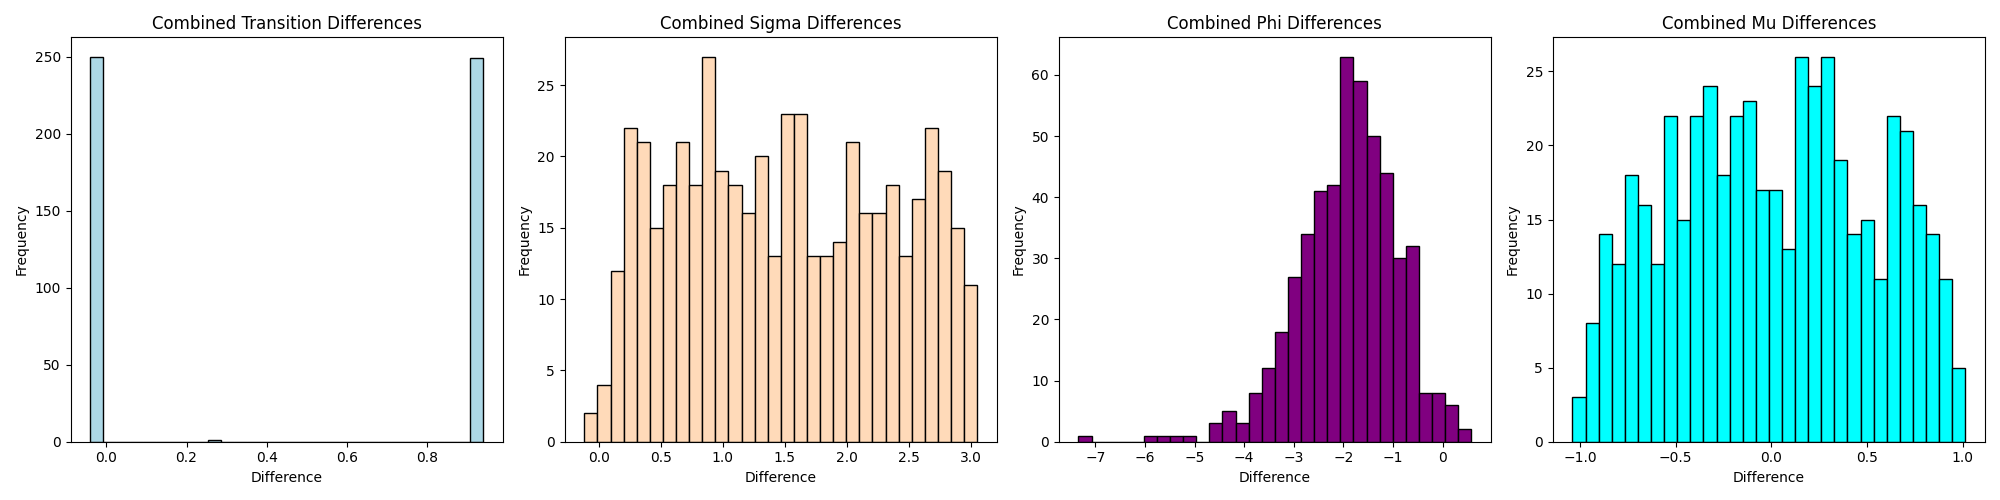 Combined Transition Differences
Frequency
250
200
150
100
50
0
0.0 0.2 0.4 0.6 0.8
Difference
Combined Sigma Differences
Frequency
25
20
15
10
5
0
0.0 0.5 1.0 1.5 2.0 2.5 3.0
Difference
Combined Phi Differences
Frequency
60
50
40
30
20
10
0
−7 −6 −5 −4 −3 −2 −1 0
Difference
Combined Mu Differences
Frequency
25
20
15
10
5
0
−1.0 −0.5 0.0 0.5 1.0
Difference